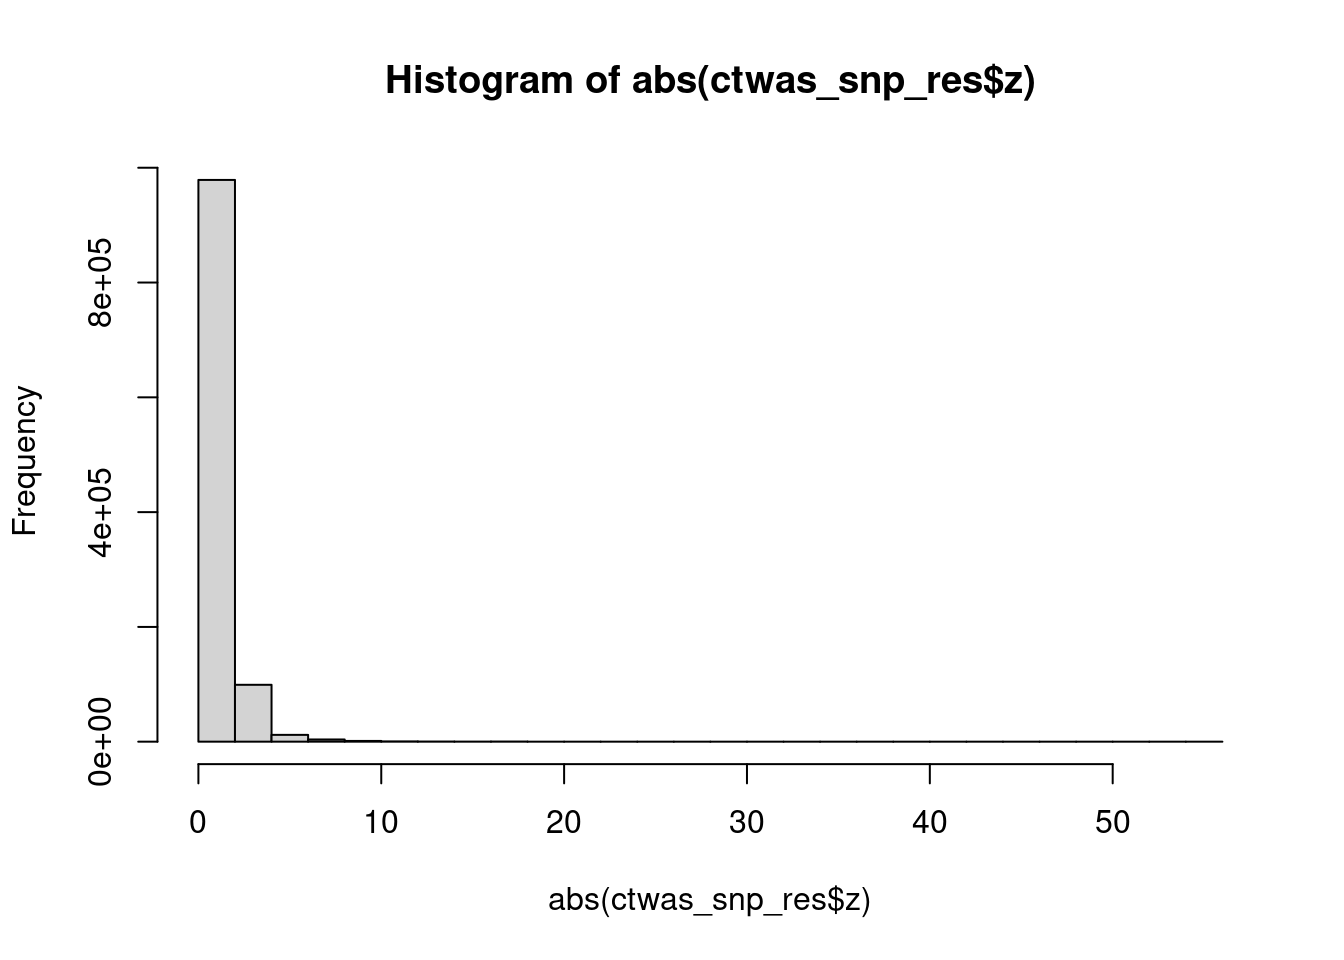 Histogram of abs(ctwas_snp_res$z)
Frequency
8e+05
4e+05
0e+00
0 10 20 30 40 50
abs(ctwas_snp_res$z)